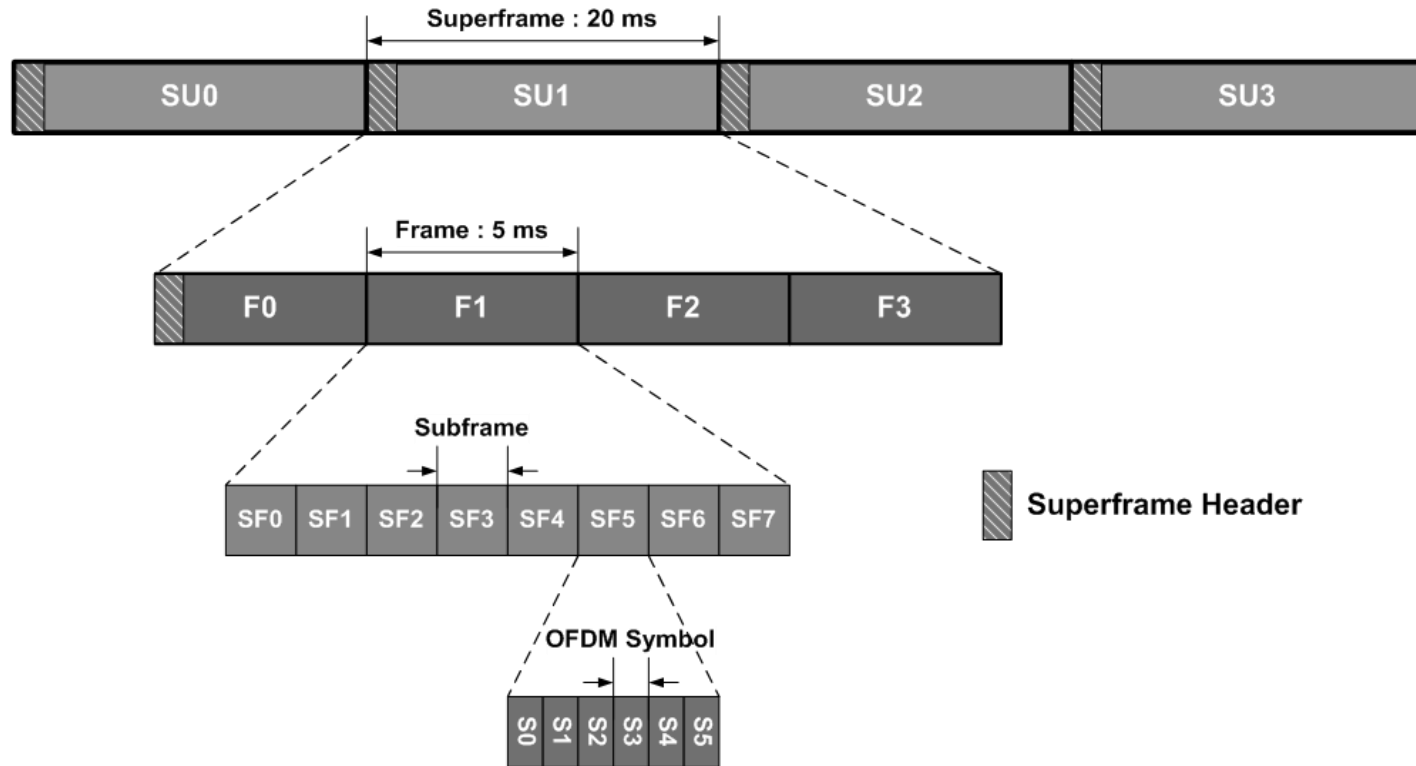 Superframe : 20 ms
SU0 SU1 SU2 SU3
Frame : 5 ms
F0 F1 F2 F3
Subframe
SF0 SF1 SF2 SF3 SF4 SF5 SF6 SF7
Superframe Header
OFDM Symbol
S0 S1 S2 S3 S4 S5